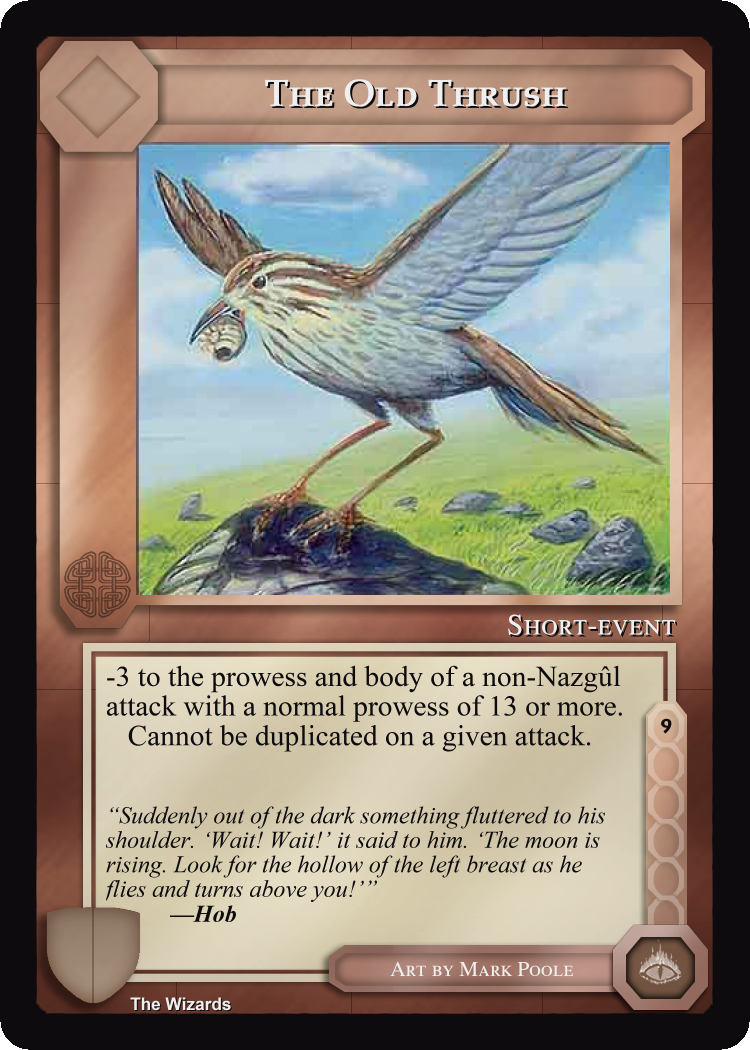 The Old Thrush
Short-event
-3 to the prowess and body of a non-Nazgûl
attack with a normal prowess of 13 or more.
Cannot be duplicated on a given attack.
9
“Suddenly out of the dark something fluttered to his
shoulder. ‘Wait! Wait!’ it said to him. ‘The moon is
rising. Look for the hollow of the left breast as he
flies and turns above you!’”
—Hob
Art by Mark Poole
The Wizards